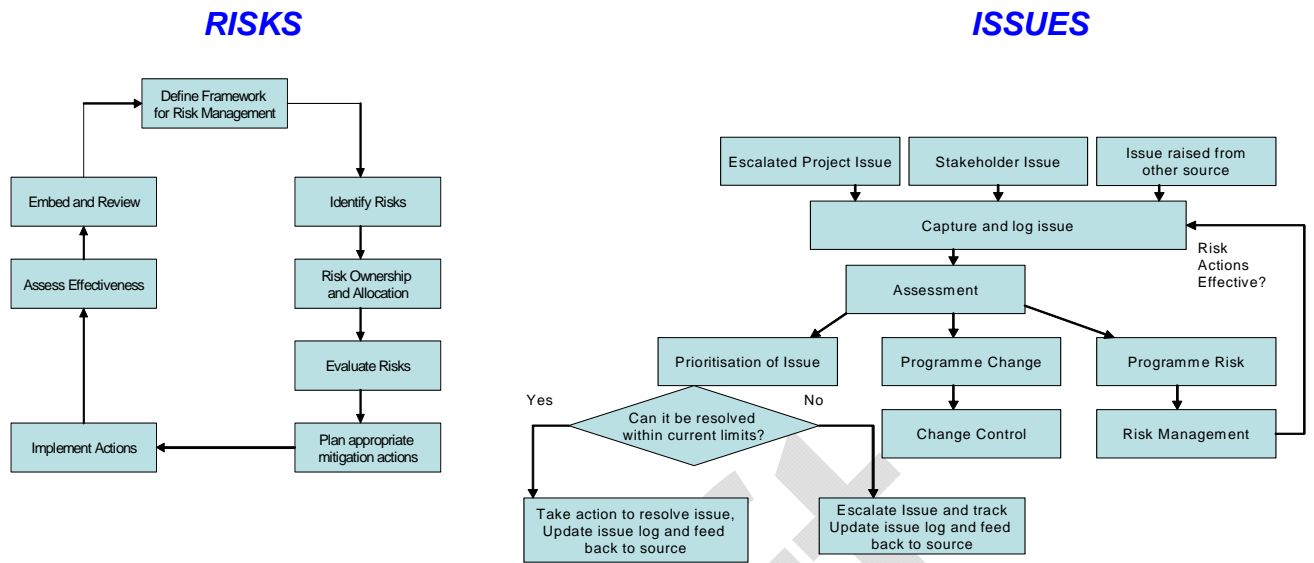 RISKS
Define Framework
for Risk Management
Embed and Review
Identify Risks
Assess Effectiveness
Risk Ownership
and Allocation
Evaluate Risks
Implement Actions
Plan appropriate
mitigation actions
ISSUES
Escalated Project Issue
Stakeholder Issue
Issue raised from
other source
Capture and log issue
Risk
Actions
Effective?
Assessment
Prioritisation of Issue
Programme Change
Programme Risk
Yes
No
Can it be resolved
within current limits?
Change Control
Risk Management
Take action to resolve issue,
Update issue log and feed
back to source
Escalate Issue and track
Update issue log and feed
back to source